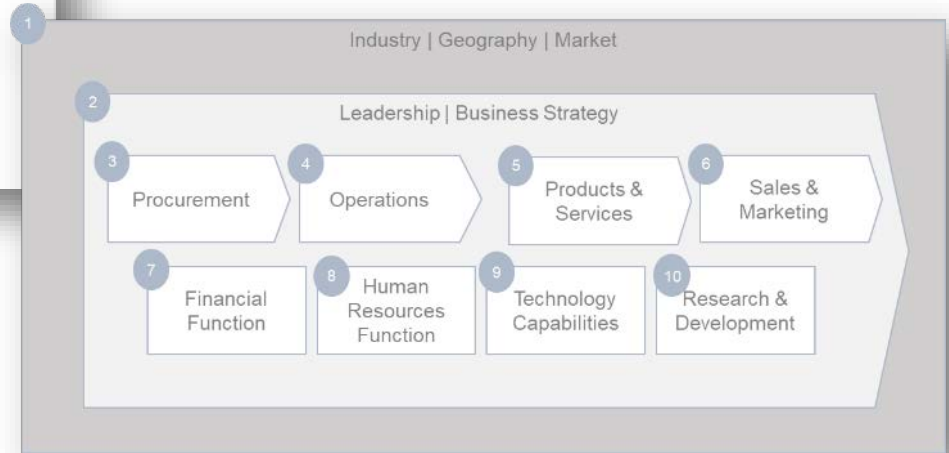 1
Industry | Geography | Market
2
Leadership | Business Strategy
3
Procurement
4
Operations
5
Products &
Services
6
Sales &
Marketing
7
Financial
Function
8
Human
Resources
Function
9
Technology
Capabilities
10
Research &
Development